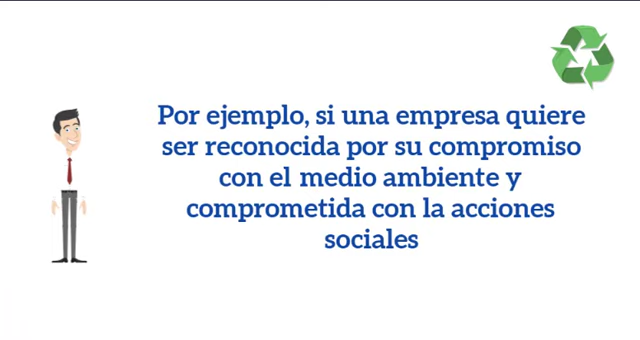 Por ejemplo, si una empresa quiere
ser reconocida por su compromiso
con el medio ambiente y
comprometida con la acciones
sociales